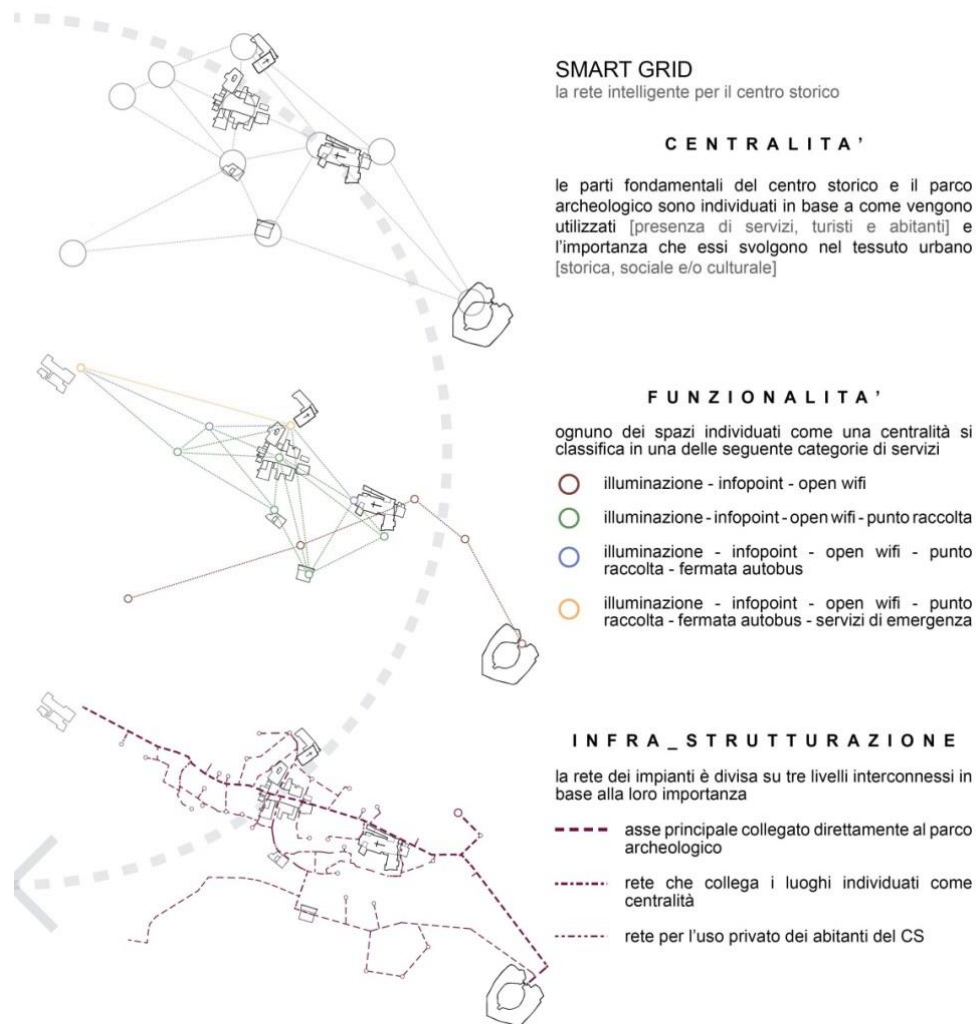 SMART GRID
la rete intelligente per il centro storico
CENTRALITA'
le parti fondamentali del centro storico e il parco
archeologico sono individuati in base a come vengono
utilizzati [presenza di servizi, turisti e abitanti] e
l'importanza che essi svolgono nel tessuto urbano
[storica, sociale e/o culturale]
FUNZIONALITA'
ognuno dei spazi individuati come una centralità si
classifica in una delle seguente categorie di servizi
illuminazione - infopoint - open wifi
illuminazione - infopoint - open wifi - punto raccolta
illuminazione - infopoint - open wifi - punto
raccolta - fermata autobus
illuminazione - infopoint - open wifi - punto
raccolta - fermata autobus - servizi di emergenza
INFRA_STRUTTURAZIONE
la rete dei impianti è divisa su tre livelli interconnessi in
base alla loro importanza
asse principale collegato direttamente al parco
archeologico
rete che collega i luoghi individuati come
centralità
rete per l'uso privato dei abitanti del CS